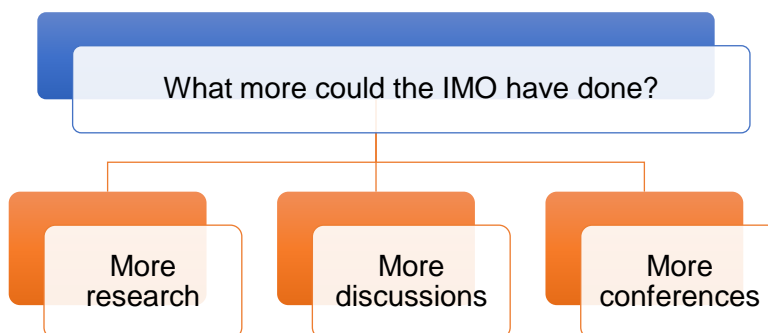 What more could the IMO have done?
More
research
More
discussions
More
conferences